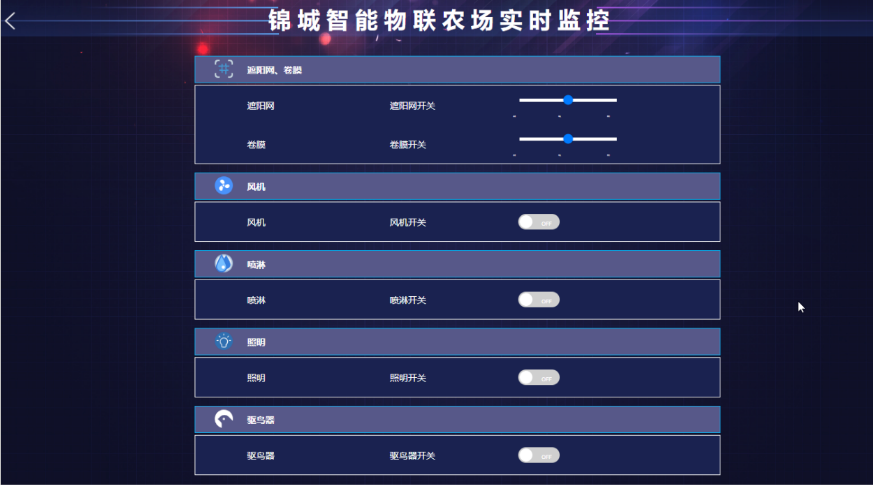 锦城智能物联农场实时监控
遮阳网、卷膜
遮阳网 遮阳网开关
卷膜 卷膜开关
风机
风机 风机开关 OFF
喷淋
喷淋 喷淋开关 OFF
照明
照明 照明开关 OFF
驱鸟器
驱鸟器 驱鸟器开关 OFF